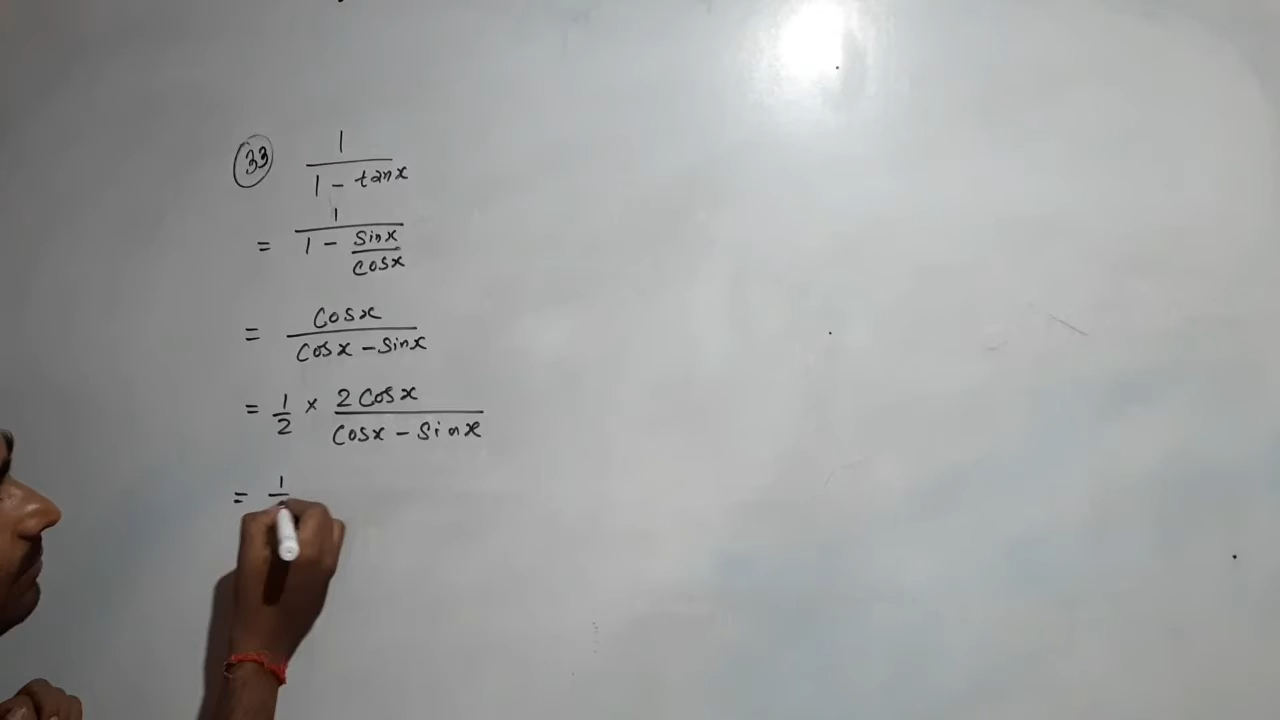 (33) 1/(1 - tanx)
= 1/(1 - sinx/cosx)
= cosx/(cosx - sinx)
= 1/2 × 2cosx/(cosx - sinx)
= 1/